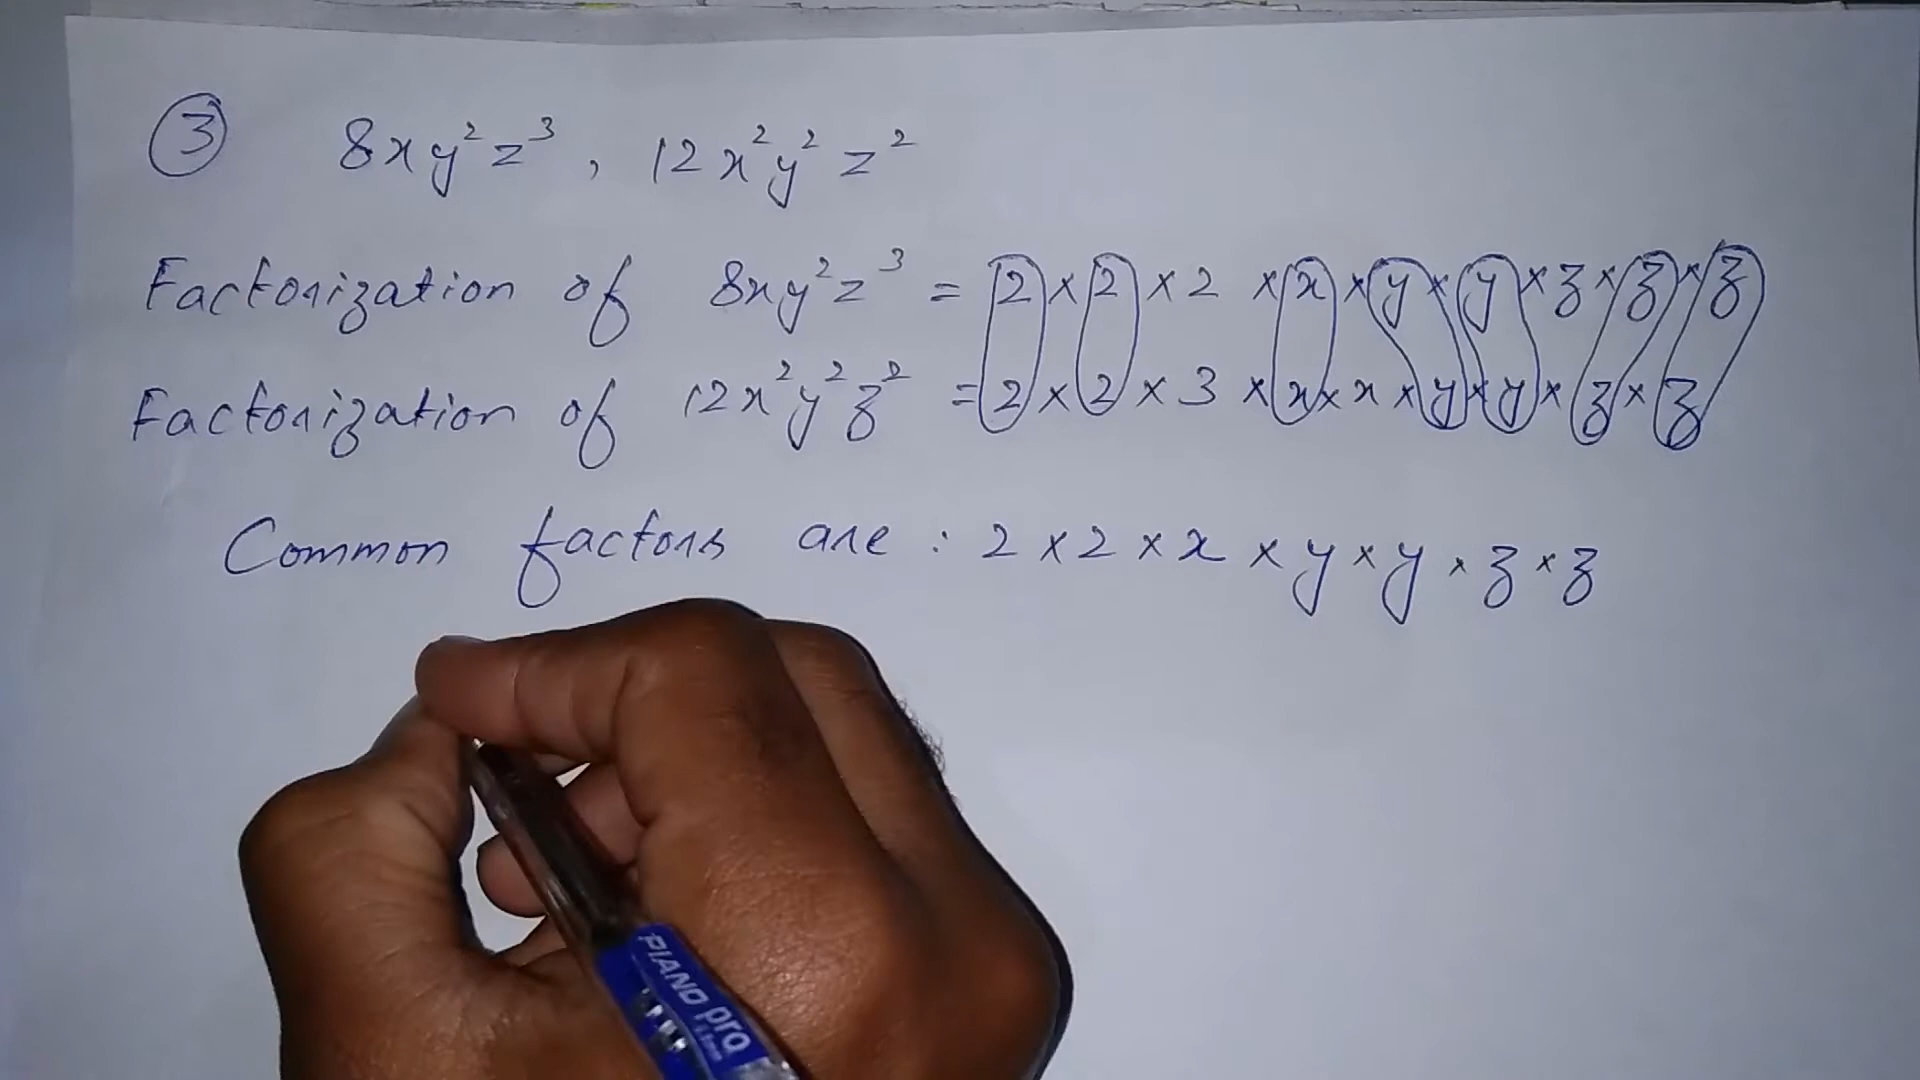 ③ 8xy²z³, 12x²y²z²
Factorization of 8xy²z³ = 2 × 2 × 2 × x × y × y × z × z × z
Factorization of 12x²y²z² = 2 × 2 × 3 × x × x × y × y × z × z
Common factors are : 2 × 2 × x × y × y × z × z
PIANO pro